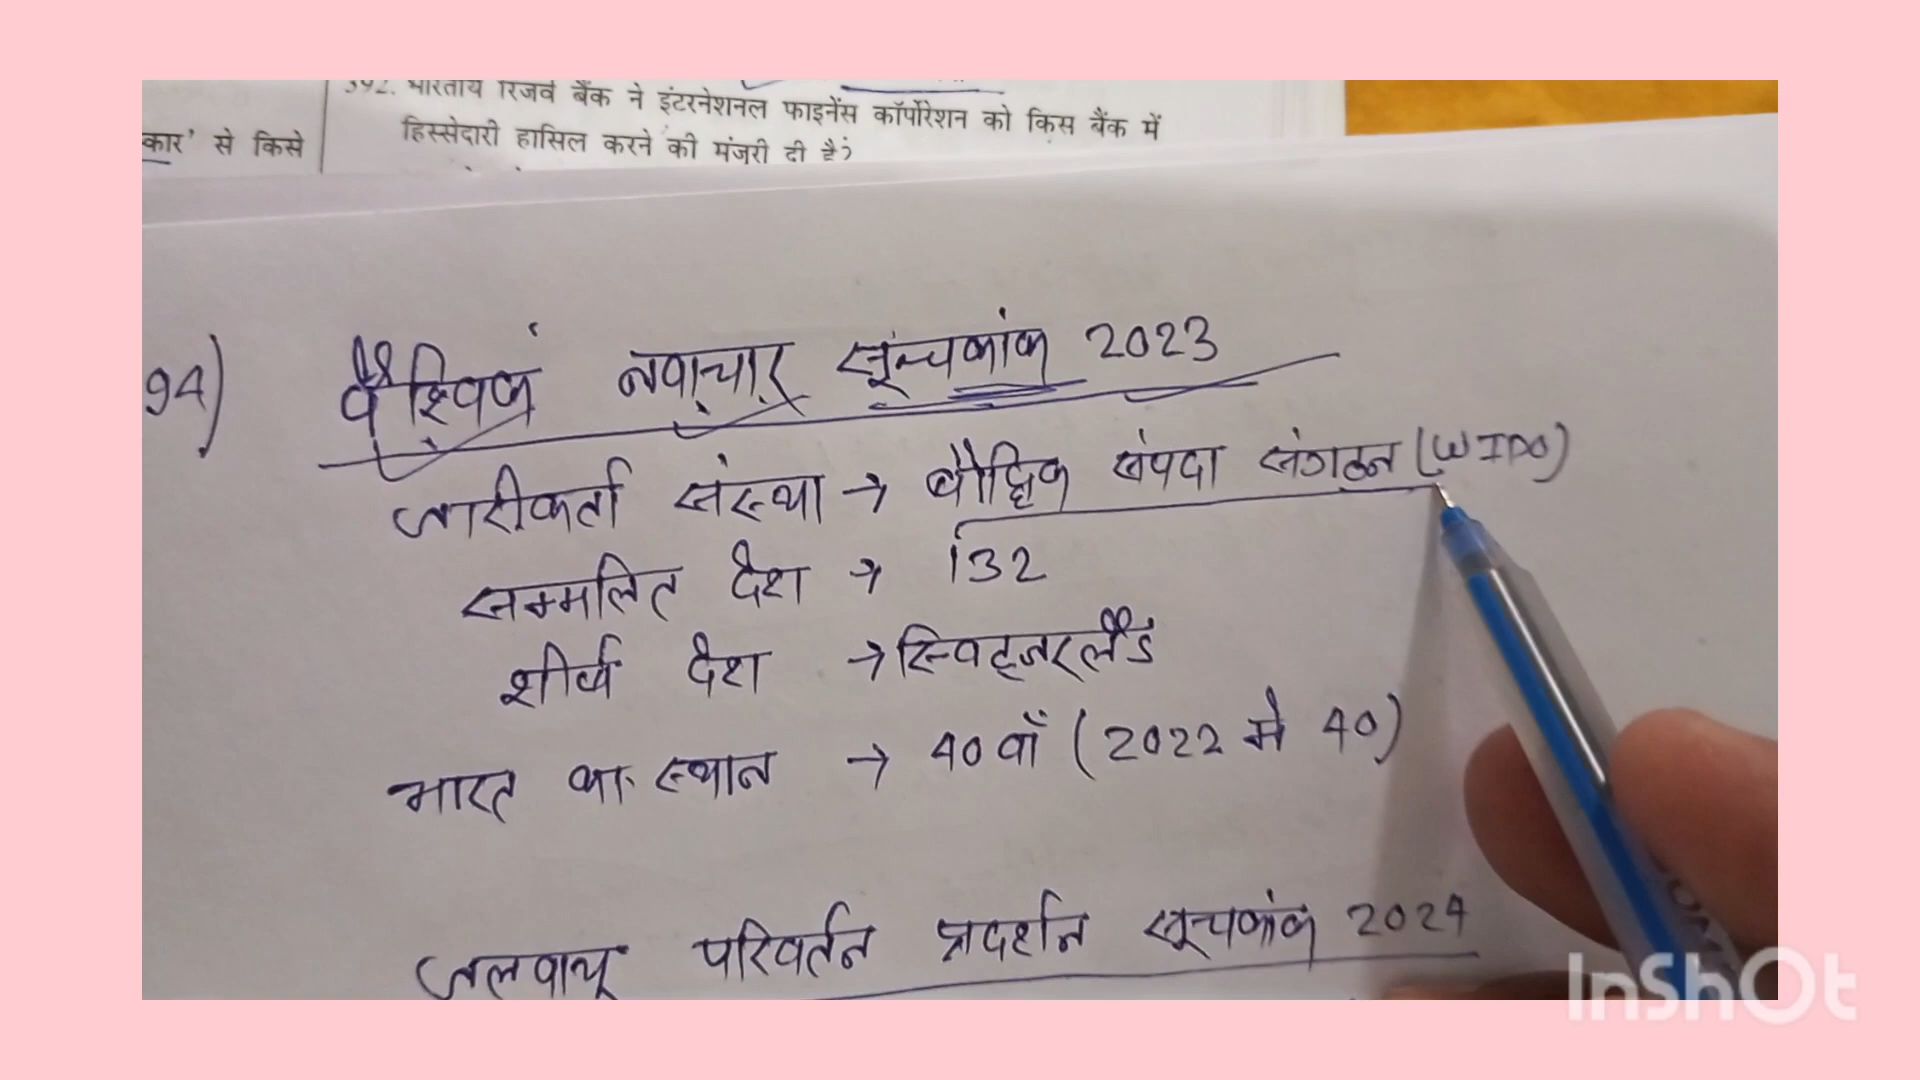 392. भारतीय रिजर्व बैंक ने इंटरनेशनल फाइनेंस कॉर्पोरेशन को किस बैंक में
हिस्सेदारी हासिल करने की मंजूरी दी है?
कार' से किसे
94) वैश्विक नवाचार सूचकांक 2023
जारीकर्ता संस्था → बौद्धिक संपदा संगठन (WIPO)
सम्मलित देश → 132
शीर्ष देश → स्विट्जरलैंड
भारत का स्थान → 40वाँ (2022 मे 40)
जलवायु परिवर्तन प्रदर्शन सूचकांक 2024
InShOt